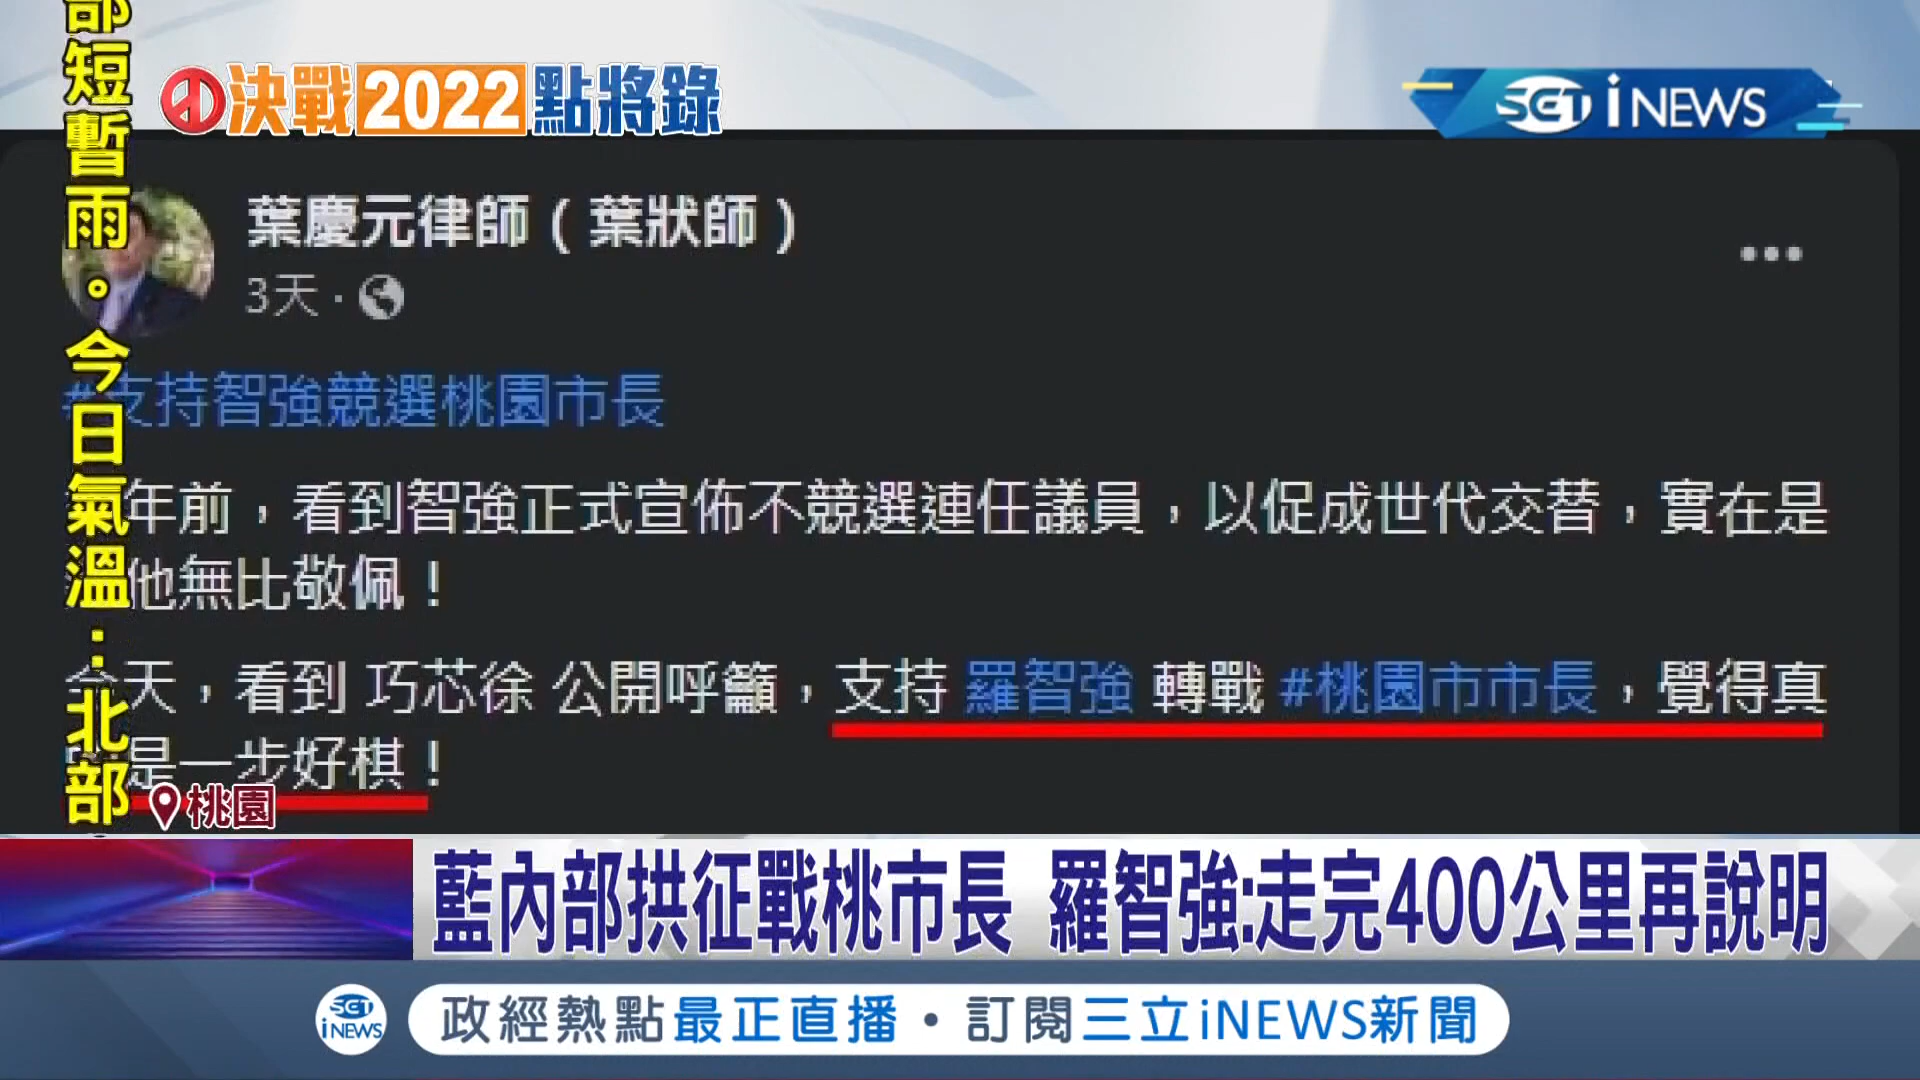 部短暫雨。今日氣溫：北部
決戰2022點將錄
SET iNEWS
葉慶元律師（葉狀師）
3天
#支持智強競選桃園市長
年前，看到智強正式宣佈不競選連任議員，以促成世代交替，實在是
他無比敬佩！
今天，看到 巧芯徐 公開呼籲，支持 羅智強 轉戰 #桃園市市長，覺得真
是一步好棋！
桃園
藍內部拱征戰桃市長 羅智強:走完400公里再說明
SET iNEWS
政經熱點最正直播・訂閱三立iNEWS新聞